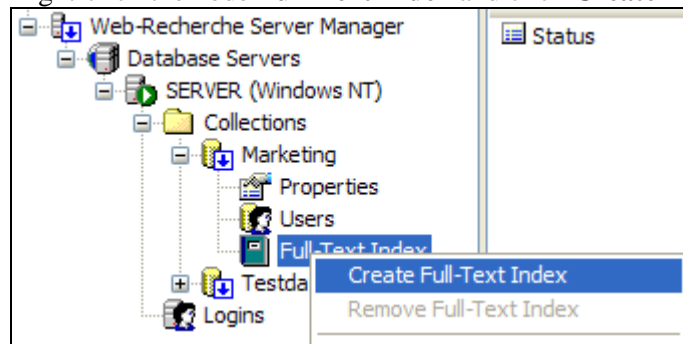 Web-Recherche Server Manager
Status
Database Servers
SERVER (Windows NT)
Collections
Marketing
Properties
Users
Full-Text Index
Create Full-Text Index
Testda
Remove Full-Text Index
Logins